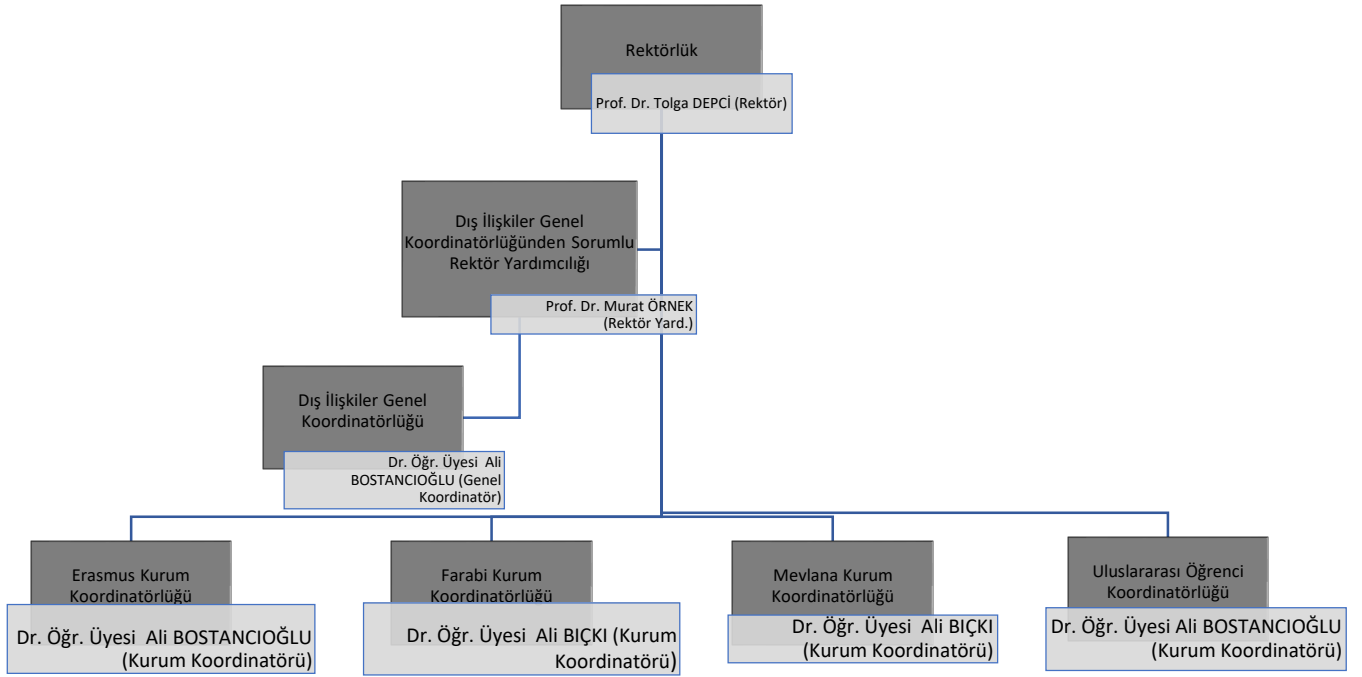 Rektörlük
Prof. Dr. Tolga DEPCİ (Rektör)
Dış İlişkiler Genel
Koordinatörlüğünden Sorumlu
Rektör Yardımcılığı
Prof. Dr. Murat ÖRNEK
(Rektör Yard.)
Dış İlişkiler Genel
Koordinatörlüğü
Dr. Öğr. Üyesi Ali
BOSTANCIOĞLU (Genel
Koordinatör)
Erasmus Kurum
Koordinatörlüğü
Dr. Öğr. Üyesi Ali BOSTANCIOĞLU
(Kurum Koordinatörü)
Farabi Kurum
Koordinatörlüğü
Dr. Öğr. Üyesi Ali BIÇKI (Kurum
Koordinatörü)
Mevlana Kurum
Koordinatörlüğü
Dr. Öğr. Üyesi Ali BIÇKI
(Kurum Koordinatörü)
Uluslararası Öğrenci
Koordinatörlüğü
Dr. Öğr. Üyesi Ali BOSTANCIOĞLU
(Kurum Koordinatörü)